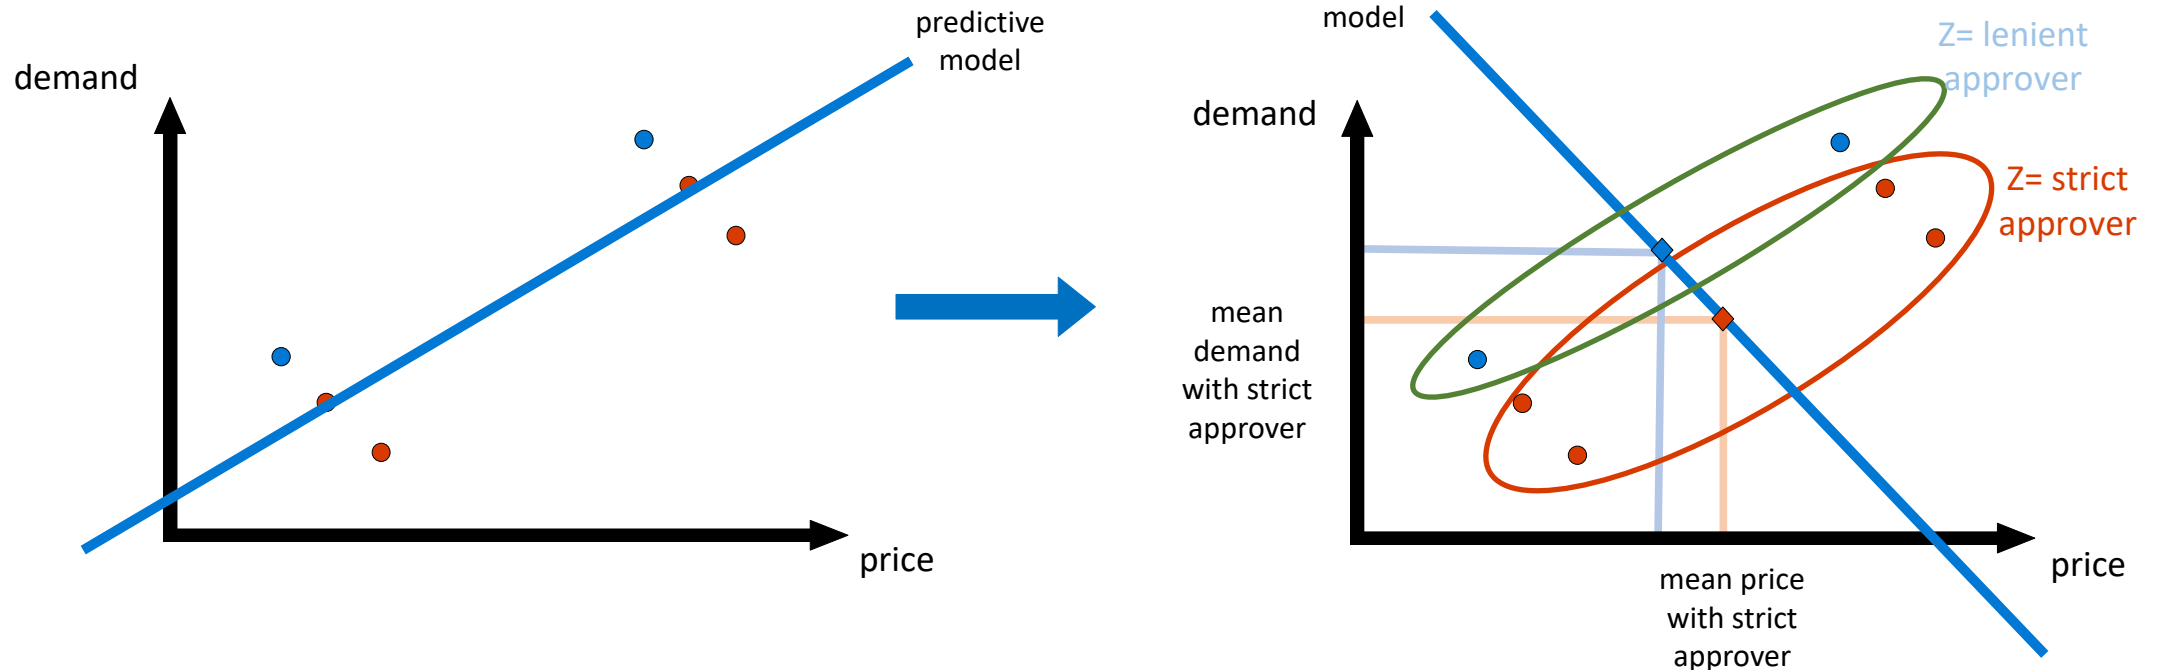 predictive
model
demand
price
model
Z= lenient
approver
demand
Z= strict
approver
mean
demand
with strict
approver
price
mean price
with strict
approver